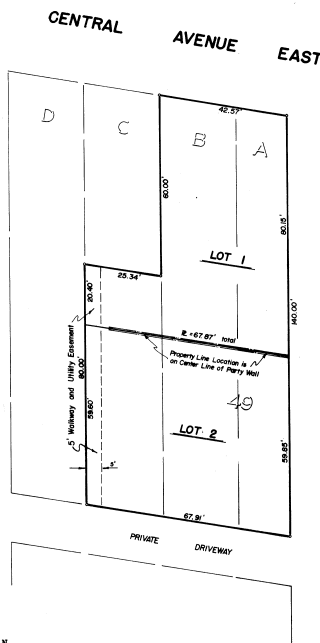 CENTRAL AVENUE EAST
42.57'
D
C
B
A
60.00'
80.15'
LOT 1
25.34'
20.40'
140.00'
℄ = 67.87' total
Property Line Location is
on Center Line of Party Wall
5' Walkway and Utility Easement
80.00'
59.60'
49
LOT 2
59.85'
5'
67.91'
PRIVATE DRIVEWAY
N